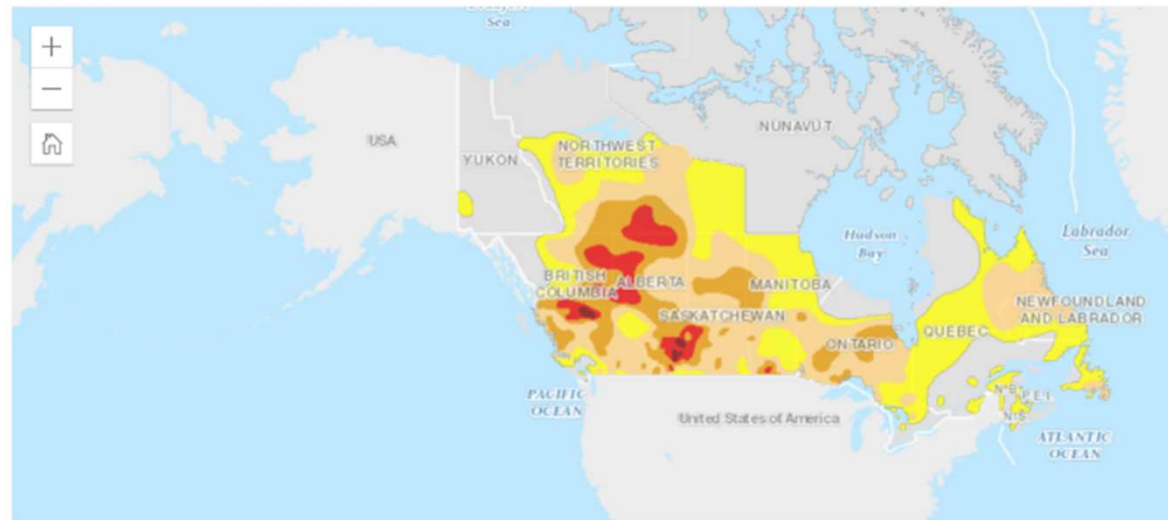 Sea
+
−
USA
YUKON
NORTHWEST
TERRITORIES
NUNAVUT
Hudson
Bay
Labrador
Sea
BRITISH
COLUMBIA
ALBERTA
MANITOBA
SASKATCHEWAN
ONTARIO
QUEBEC
NEWFOUNDLAND
AND LABRADOR
N.B.
P.E.I.
N.S.
PACIFIC
OCEAN
United States of America
ATLANTIC
OCEAN